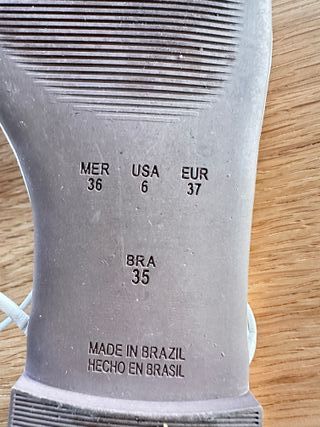 MER USA EUR
36 6 37
BRA
35
MADE IN BRAZIL
HECHO EN BRASIL